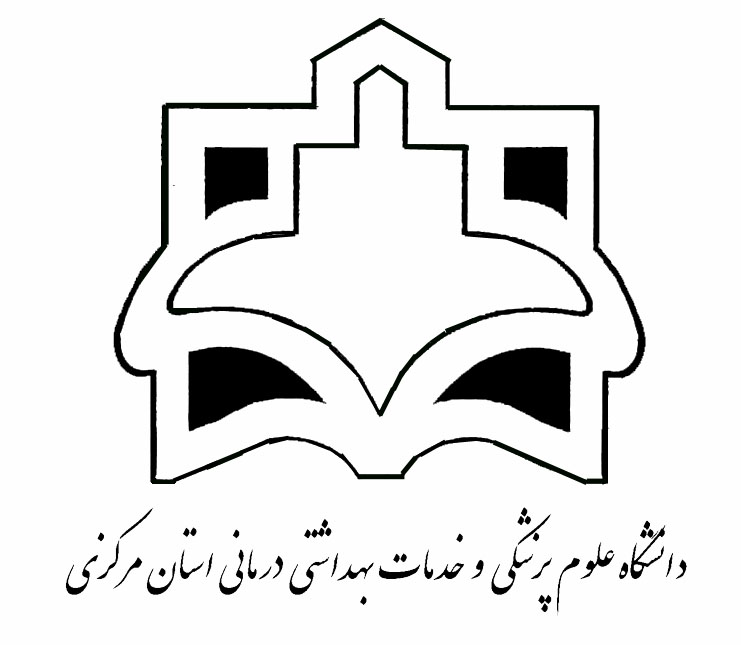 دانشگاه علوم پزشکی و خدمات بهداشتی درمانی استان مرکزی